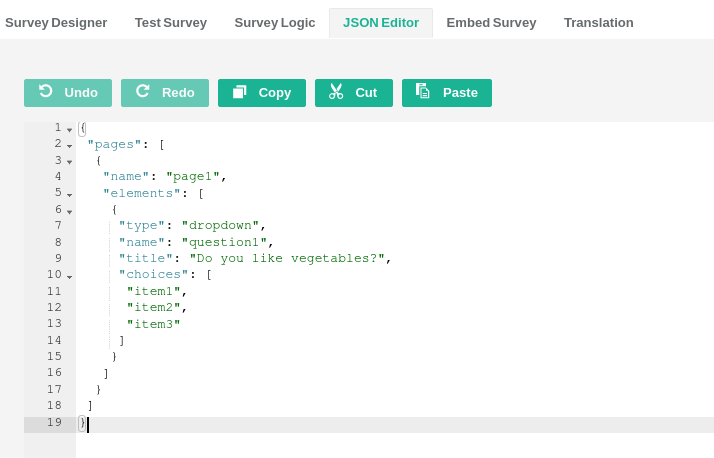 Survey Designer Test Survey Survey Logic JSON Editor Embed Survey Translation
Undo Redo Copy Cut Paste
1 {
2 "pages": [
3 {
4 "name": "page1",
5 "elements": [
6 {
7 "type": "dropdown",
8 "name": "question1",
9 "title": "Do you like vegetables?",
10 "choices": [
11 "item1",
12 "item2",
13 "item3"
14 ]
15 }
16 ]
17 }
18 ]
19 }